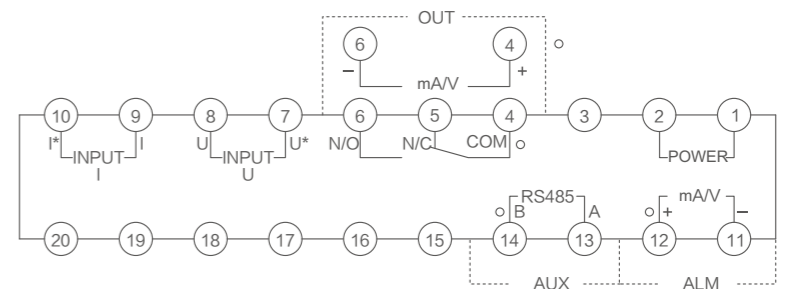 OUT
6 4
− mA/V +
10 9 8 7 6 5 4 3 2 1
I* INPUT I U INPUT U* N/O N/C COM POWER
I U
RS485 mA/V
B A + −
20 19 18 17 16 15 14 13 12 11
AUX ALM